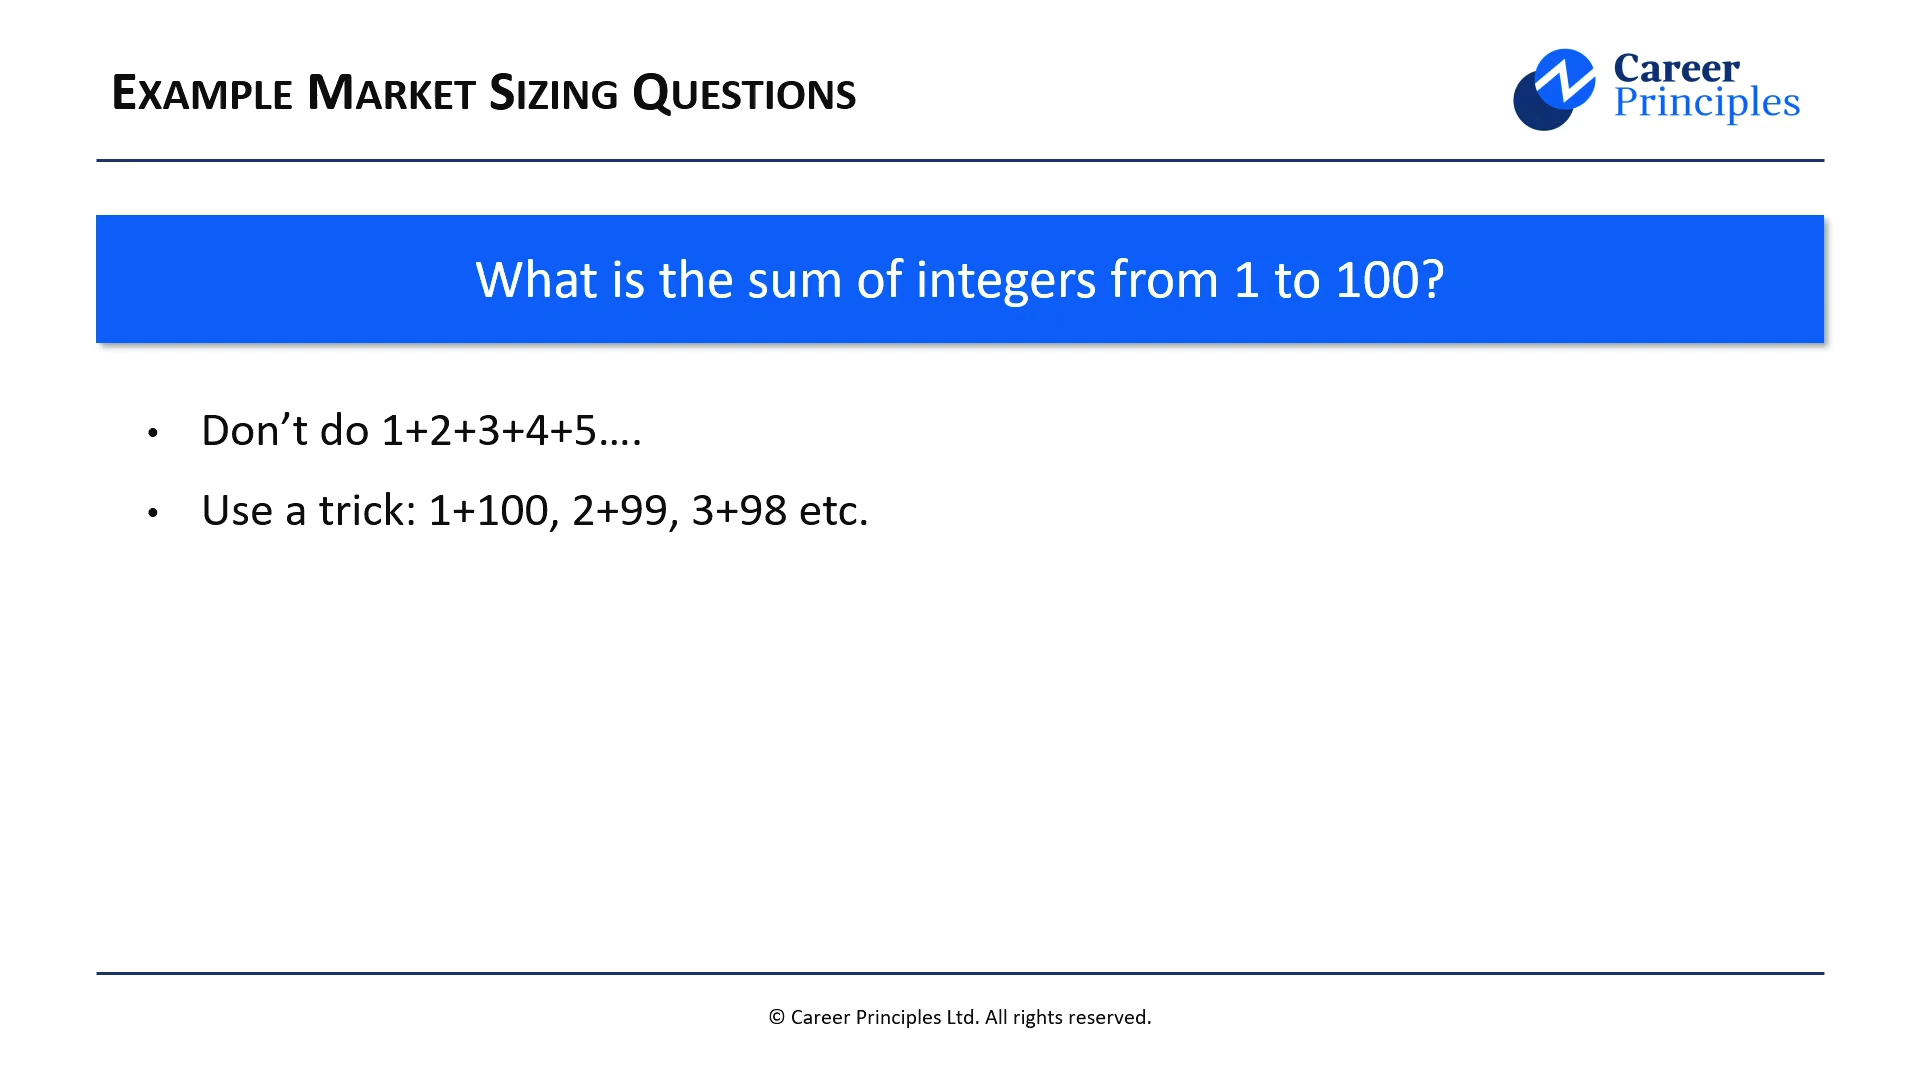 EXAMPLE MARKET SIZING QUESTIONS
Career
Principles
What is the sum of integers from 1 to 100?
• Don’t do 1+2+3+4+5….
• Use a trick: 1+100, 2+99, 3+98 etc.
© Career Principles Ltd. All rights reserved.